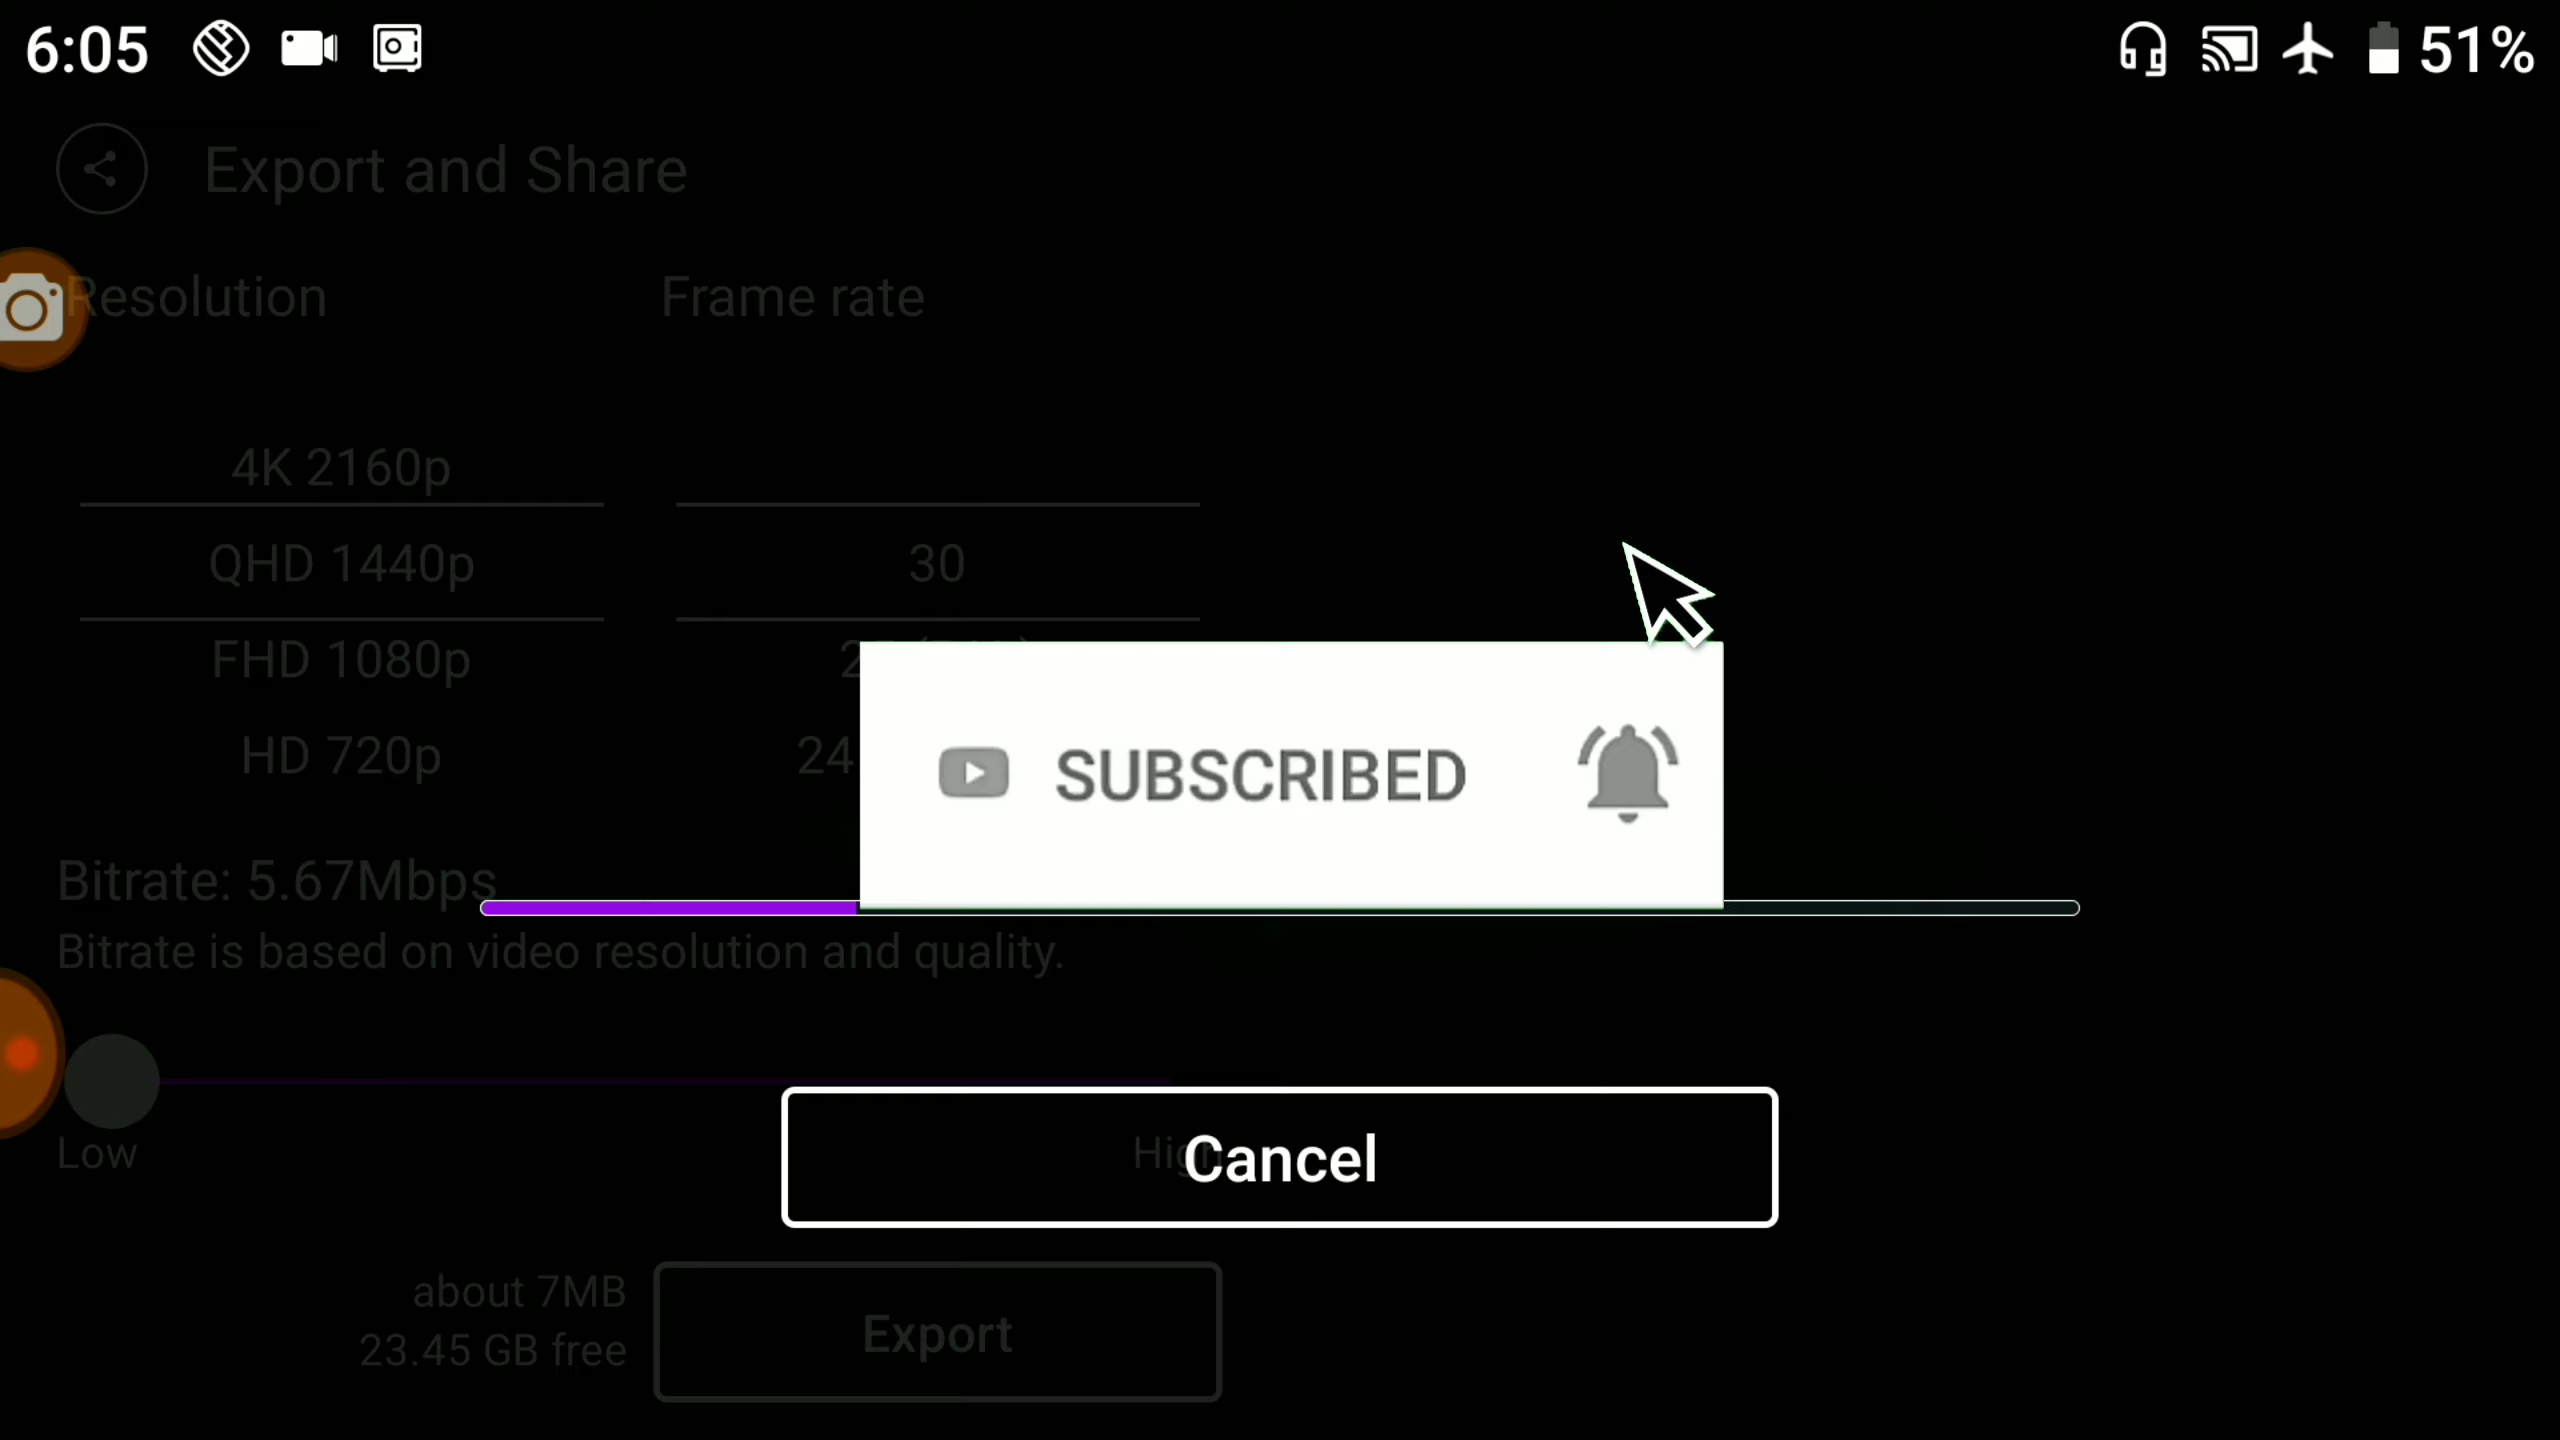 6:05
51%
Export and Share
Resolution
Frame rate
4K 2160p
QHD 1440p
30
FHD 1080p
HD 720p
24
SUBSCRIBED
Bitrate: 5.67Mbps
Bitrate is based on video resolution and quality.
Low
Cancel
about 7MB
23.45 GB free
Export